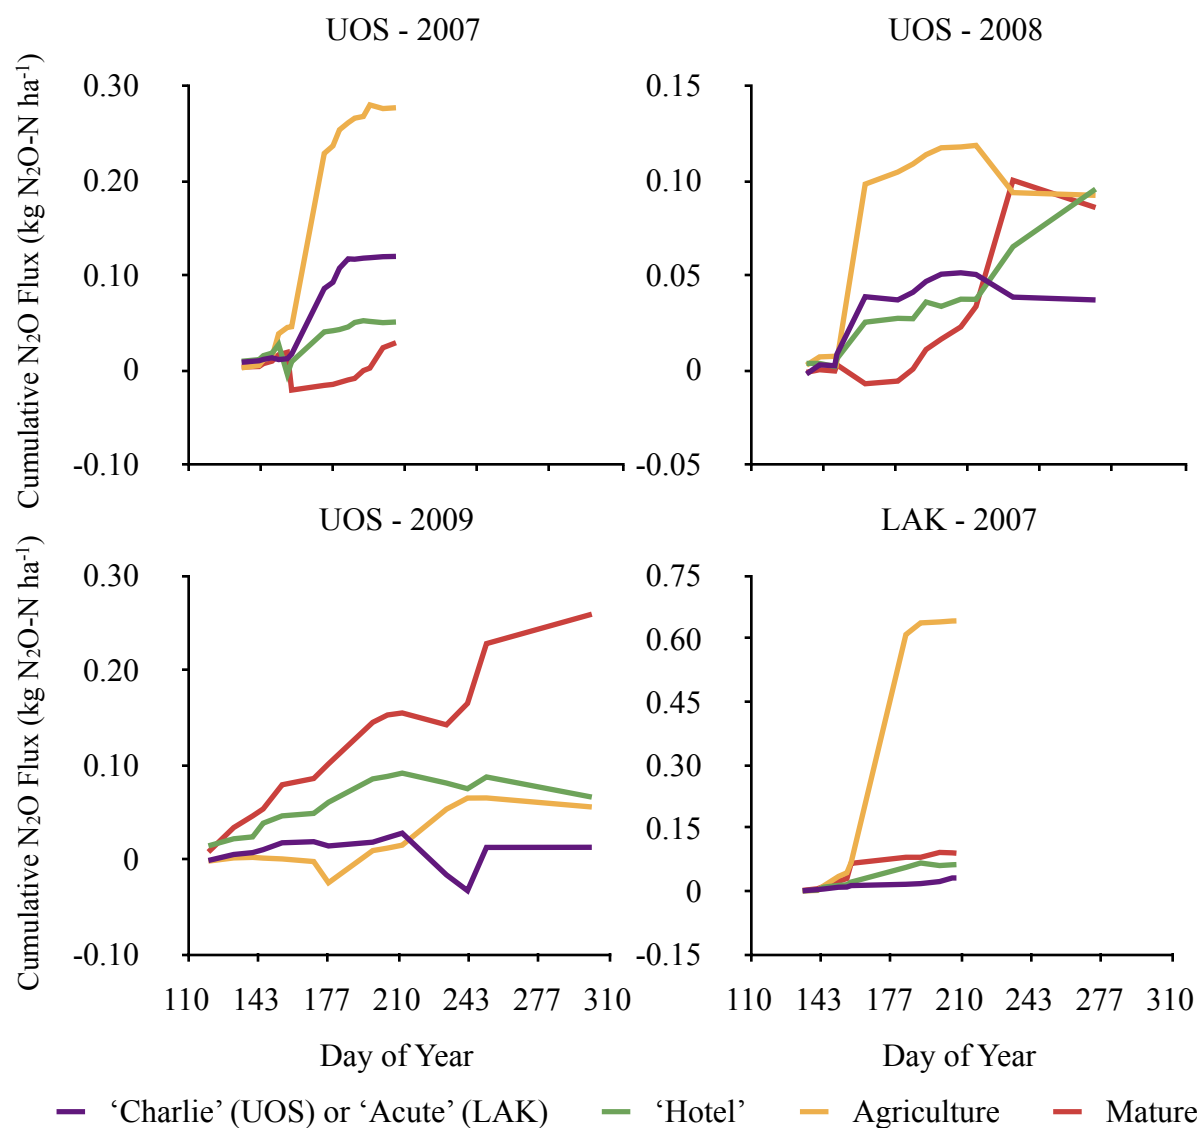 UOS - 2007
UOS - 2008
Cumulative N₂O Flux (kg N₂O-N ha⁻¹)
0.30
0.20
0.10
0
-0.10
0.15
0.10
0.05
0
-0.05
UOS - 2009
LAK - 2007
Cumulative N₂O Flux (kg N₂O-N ha⁻¹)
0.30
0.20
0.10
0
-0.10
0.75
0.60
0.45
0.30
0.15
0
-0.15
110 143 177 210 243 277 310
110 143 177 210 243 277 310
Day of Year
Day of Year
‘Charlie’ (UOS) or ‘Acute’ (LAK) ‘Hotel’ Agriculture Mature